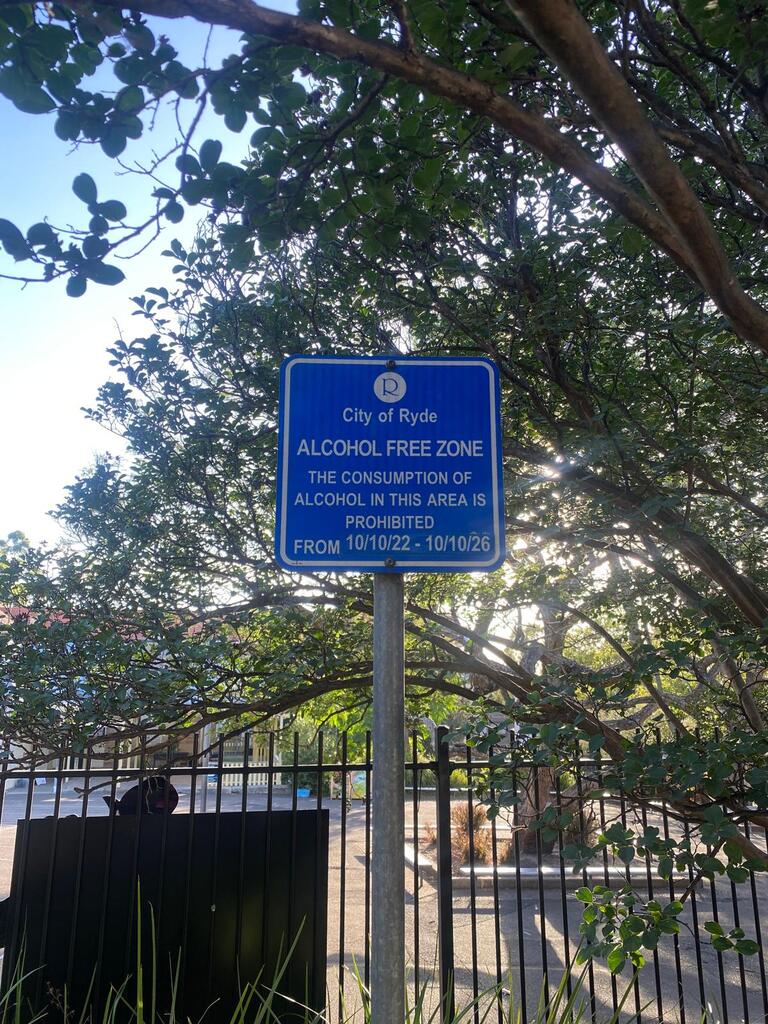 R
City of Ryde
ALCOHOL FREE ZONE
THE CONSUMPTION OF
ALCOHOL IN THIS AREA IS
PROHIBITED
FROM 10/10/22 - 10/10/26